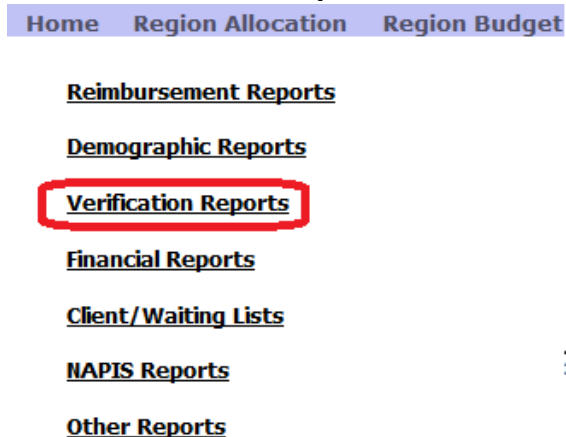 Home Region Allocation Region Budget
Reimbursement Reports
Demographic Reports
Verification Reports
Financial Reports
Client/Waiting Lists
NAPIS Reports
Other Reports